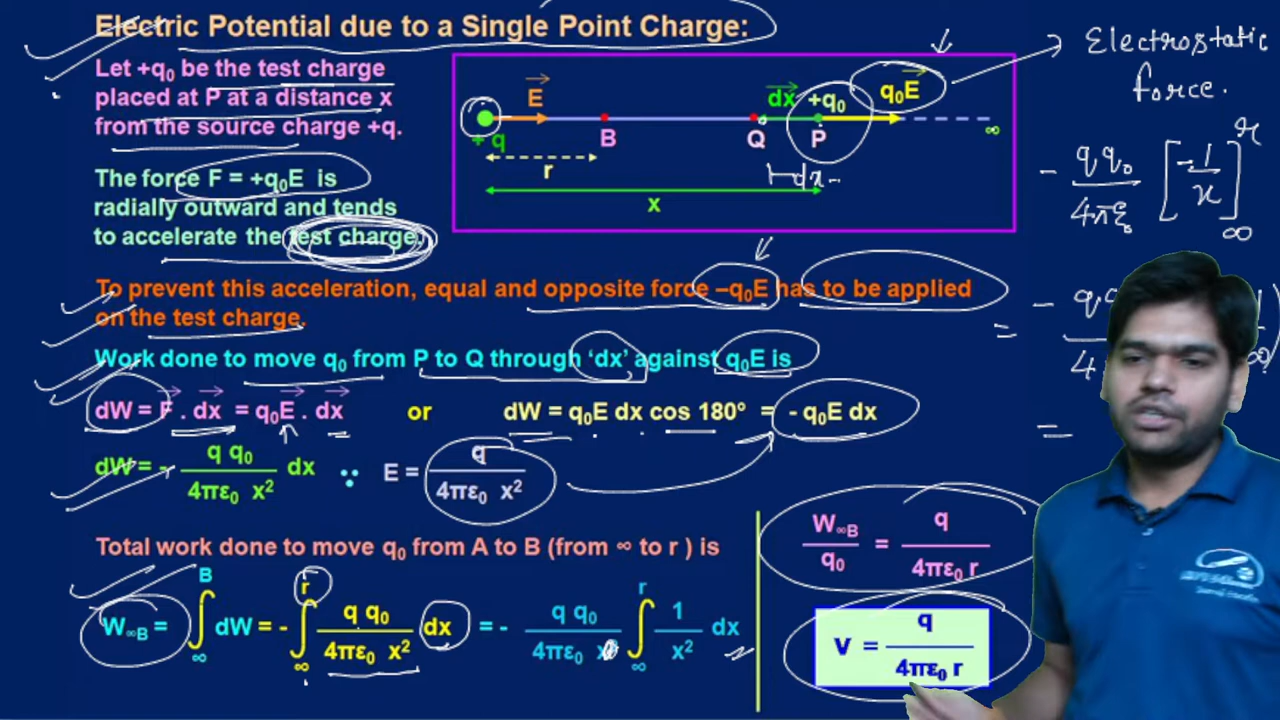 Electric Potential due to a Single Point Charge:
Let +q₀ be the test charge
placed at P at a distance x
from the source charge +q.
The force F = +q₀E is
radially outward and tends
to accelerate the test charge.
E
dx
+q₀
q₀E
+ q
B
Q
P
∞
r
dx
x
Electrostatic
force.
- q q₀ / 4πε₀ [ -1/x ] r ∞
To prevent this acceleration, equal and opposite force –q₀E has to be applied
on the test charge.
Work done to move q₀ from P to Q through ‘dx’ against q₀E is
dW = F . dx = q₀E . dx or dW = q₀E dx cos 180° = - q₀E dx
dW = - q q₀ / 4πε₀ x² dx ∵ E = q / 4πε₀ x²
Total work done to move q₀ from A to B (from ∞ to r ) is
W∞B = ∫ B ∞ dW = - ∫ r ∞ q q₀ / 4πε₀ x² dx = - q q₀ / 4πε₀ ∫ r ∞ 1 / x² dx
W∞B / q₀ = q / 4πε₀ r
V = q / 4πε₀ r